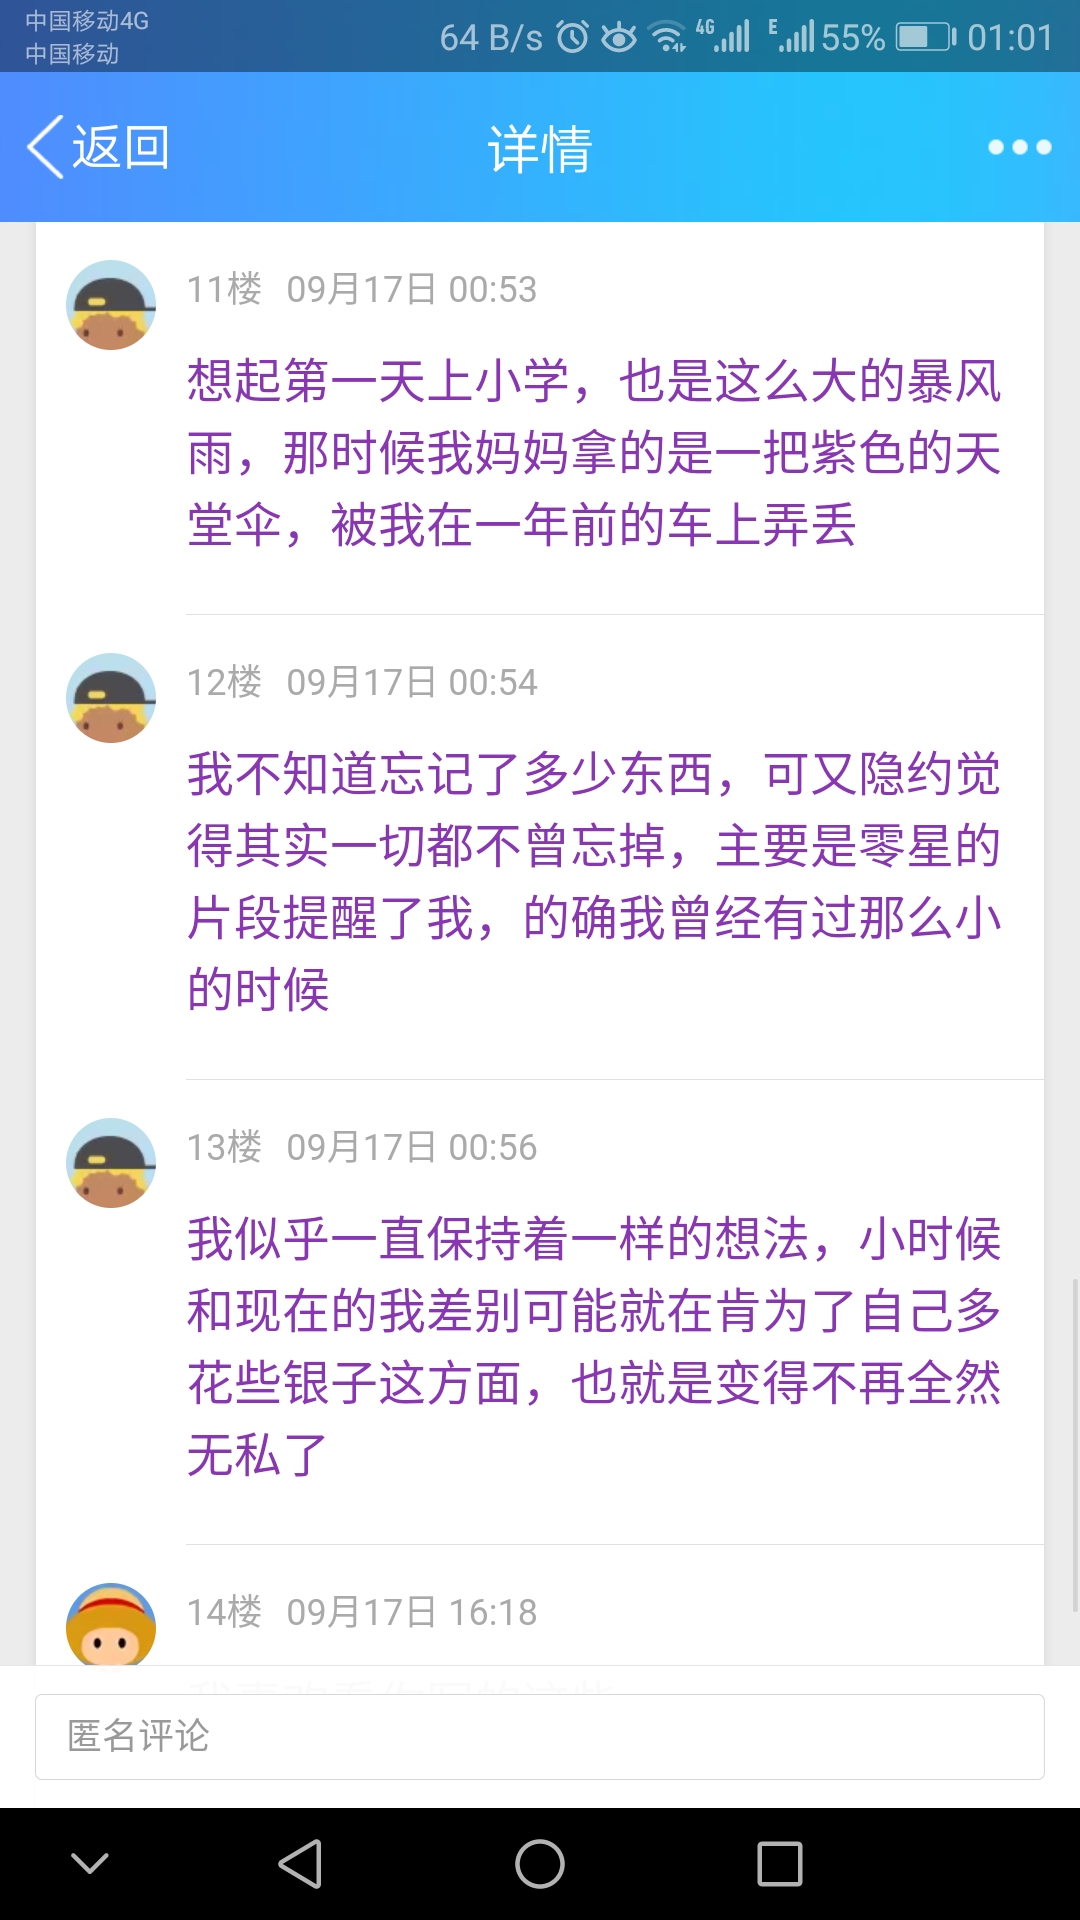 中国移动4G
中国移动
64 B/s 4G E 55% 01:01
返回 详情
11楼 09月17日 00:53
想起第一天上小学，也是这么大的暴风
雨，那时候我妈妈拿的是一把紫色的天
堂伞，被我在一年前的车上弄丢
12楼 09月17日 00:54
我不知道忘记了多少东西，可又隐约觉
得其实一切都不曾忘掉，主要是零星的
片段提醒了我，的确我曾经有过那么小
的时候
13楼 09月17日 00:56
我似乎一直保持着一样的想法，小时候
和现在的我差别可能就在肯为了自己多
花些银子这方面，也就是变得不再全然
无私了
14楼 09月17日 16:18
匿名评论